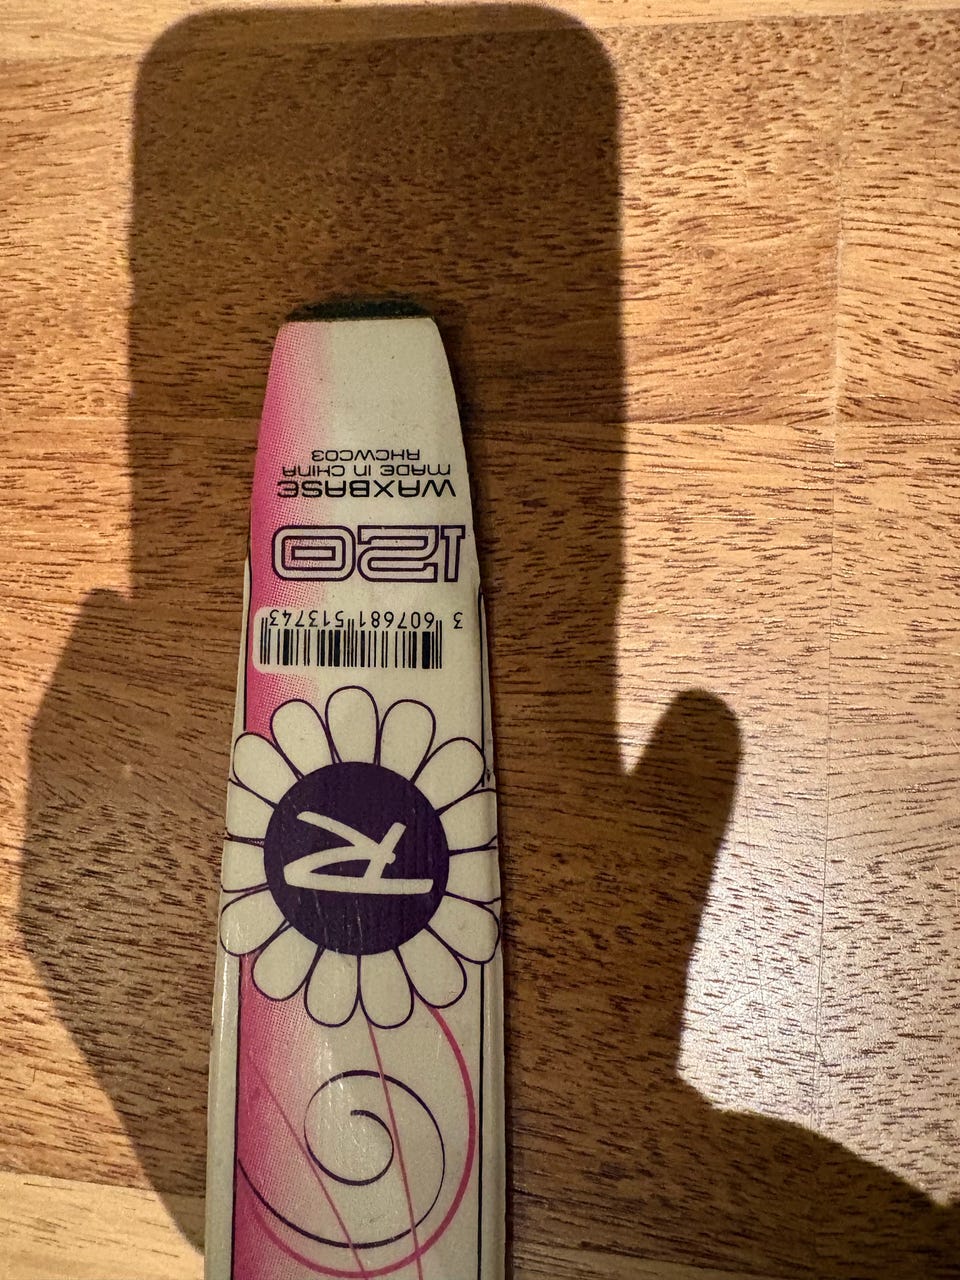 R
3 607681 513743
120
WAXBASE
MADE IN CHINA
RHCWC03